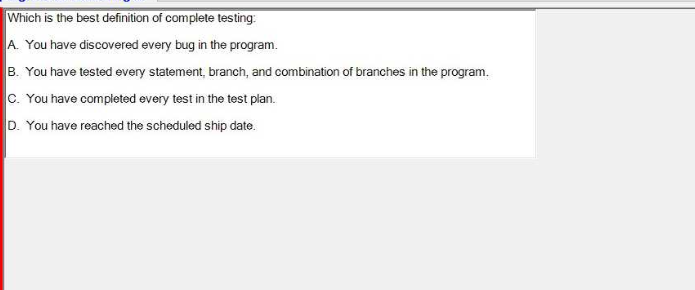 Which is the best definition of complete testing:
A. You have discovered every bug in the program.
B. You have tested every statement, branch, and combination of branches in the program.
C. You have completed every test in the test plan.
D. You have reached the scheduled ship date.